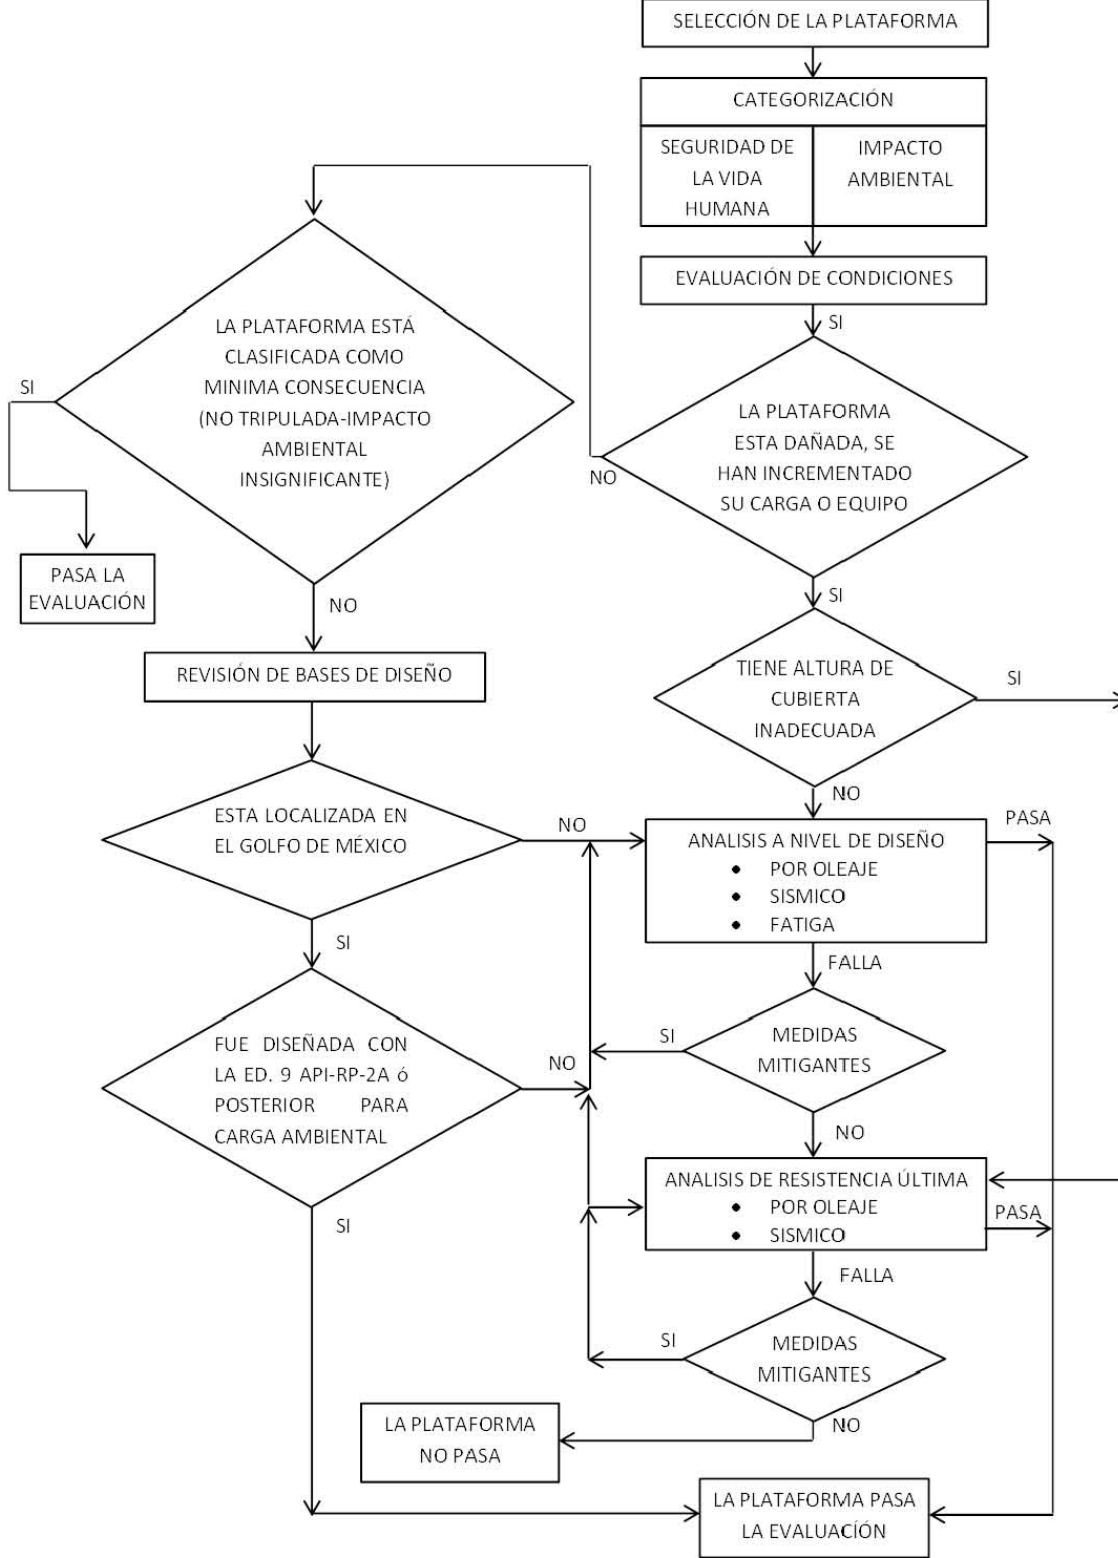 SELECCIÓN DE LA PLATAFORMA
CATEGORIZACIÓN
SEGURIDAD DE
LA VIDA
HUMANA
IMPACTO
AMBIENTAL
EVALUACIÓN DE CONDICIONES
SI
LA PLATAFORMA
ESTA DAÑADA, SE
HAN INCREMENTADO
SU CARGA O EQUIPO
NO
SI
LA PLATAFORMA ESTÁ
CLASIFICADA COMO
MINIMA CONSECUENCIA
(NO TRIPULADA-IMPACTO
AMBIENTAL
INSIGNIFICANTE)
SI
PASA LA
EVALUACIÓN
NO
REVISIÓN DE BASES DE DISEÑO
TIENE ALTURA DE
CUBIERTA
INADECUADA
SI
NO
ESTA LOCALIZADA EN
EL GOLFO DE MÉXICO
NO
SI
ANALISIS A NIVEL DE DISEÑO
• POR OLEAJE
• SISMICO
• FATIGA
PASA
FALLA
FUE DISEÑADA CON
LA ED. 9 API-RP-2A ó
POSTERIOR PARA
CARGA AMBIENTAL
NO
SI
MEDIDAS
MITIGANTES
SI
NO
ANALISIS DE RESISTENCIA ÚLTIMA
• POR OLEAJE
• SISMICO
PASA
FALLA
MEDIDAS
MITIGANTES
SI
NO
LA PLATAFORMA
NO PASA
LA PLATAFORMA PASA
LA EVALUACÍÓN